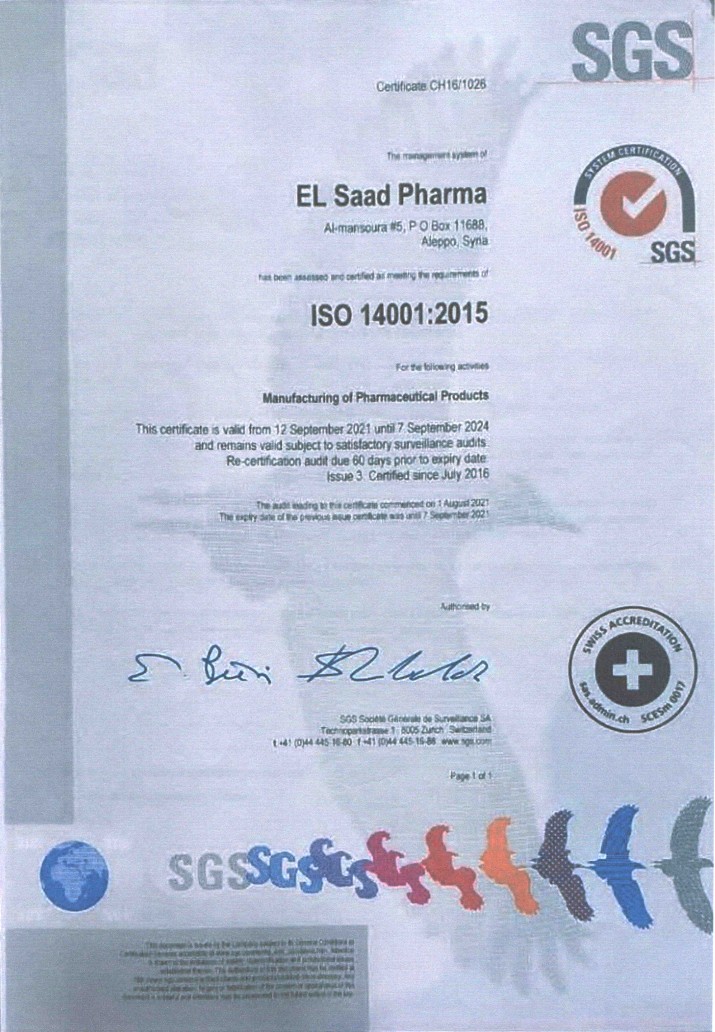 SGS
Certificate CH16/1026
The management system of
EL Saad Pharma
Al-mansoura #5, P O Box 11688,
Aleppo, Syria
has been assessed and certified as meeting the requirements of
ISO 14001:2015
For the following activities
Manufacturing of Pharmaceutical Products
This certificate is valid from 12 September 2021 until 7 September 2024
and remains valid subject to satisfactory surveillance audits.
Re-certification audit due 60 days prior to expiry date
Issue 3. Certified since July 2016
The audit leading to this certificate commenced on 1 August 2021
The expiry date of the previous issue certificate was until 7 September 2021
SYSTEM CERTIFICATION
ISO 14001
SGS
Authorised by
SWISS ACCREDITATION
sas.admin.ch SCESm 0017
SGS Société Générale de Surveillance SA
Technoparkstrasse 1 8005 Zurich Switzerland
t +41 (0)44 445-16-80 f +41 (0)44 445-16-88 www.sgs.com
Page 1 of 1
SGS SGS SGS